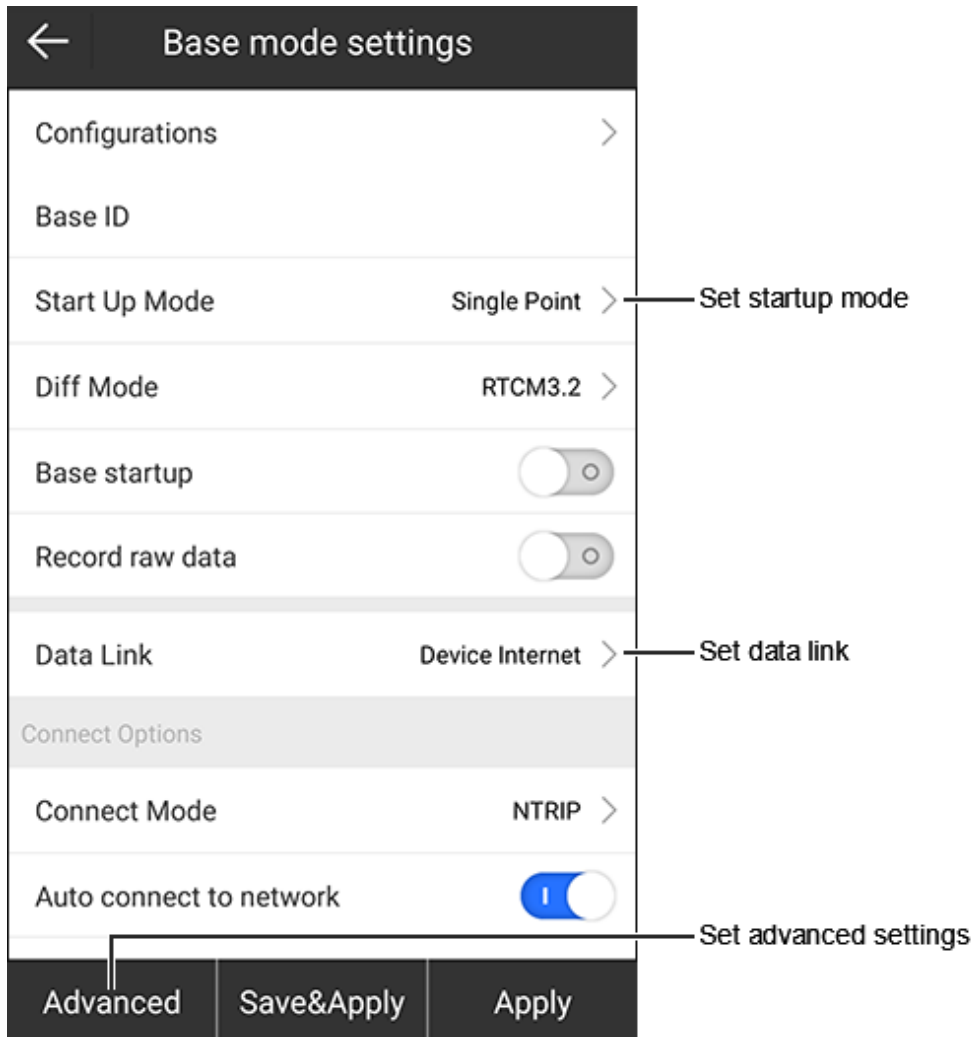 Base mode settings
Configurations
Base ID
Start Up Mode Single Point
Set startup mode
Diff Mode RTCM3.2
Base startup
Record raw data
Data Link Device Internet
Set data link
Connect Options
Connect Mode NTRIP
Auto connect to network
Set advanced settings
Advanced Save&Apply Apply